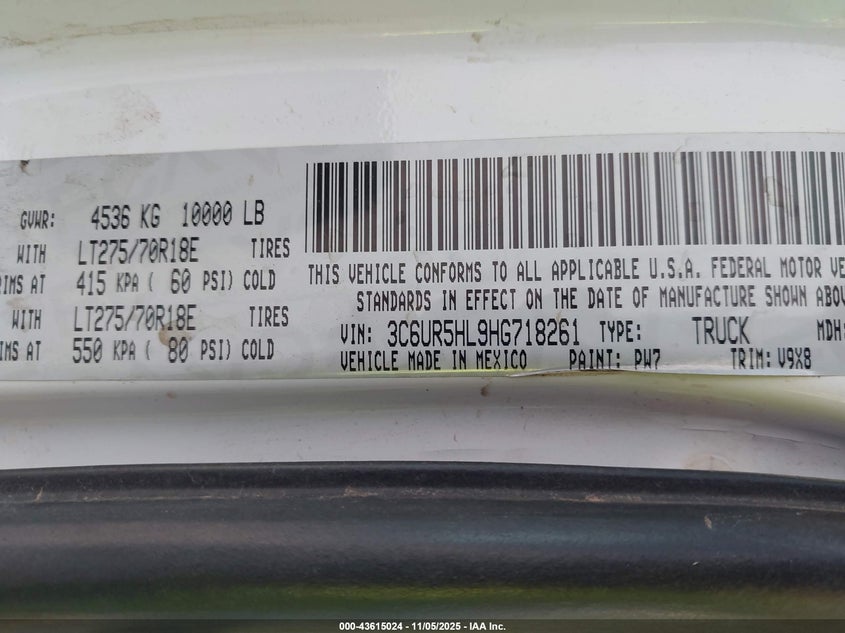 GVWR: 4536 KG 10000 LB
WITH LT275/70R18E TIRES
RIMS AT 415 KPA ( 60 PSI) COLD
WITH LT275/70R18E TIRES
IMS AT 550 KPA ( 80 PSI) COLD
THIS VEHICLE CONFORMS TO ALL APPLICABLE U.S.A. FEDERAL MOTOR VE
STANDARDS IN EFFECT ON THE DATE OF MANUFACTURE SHOWN ABOV
VIN: 3C6UR5HL9HG718261 TYPE: TRUCK MDH:
VEHICLE MADE IN MEXICO PAINT: PW7 TRIM: V9X8
000-43615024 - 11/05/2025 - IAA Inc.